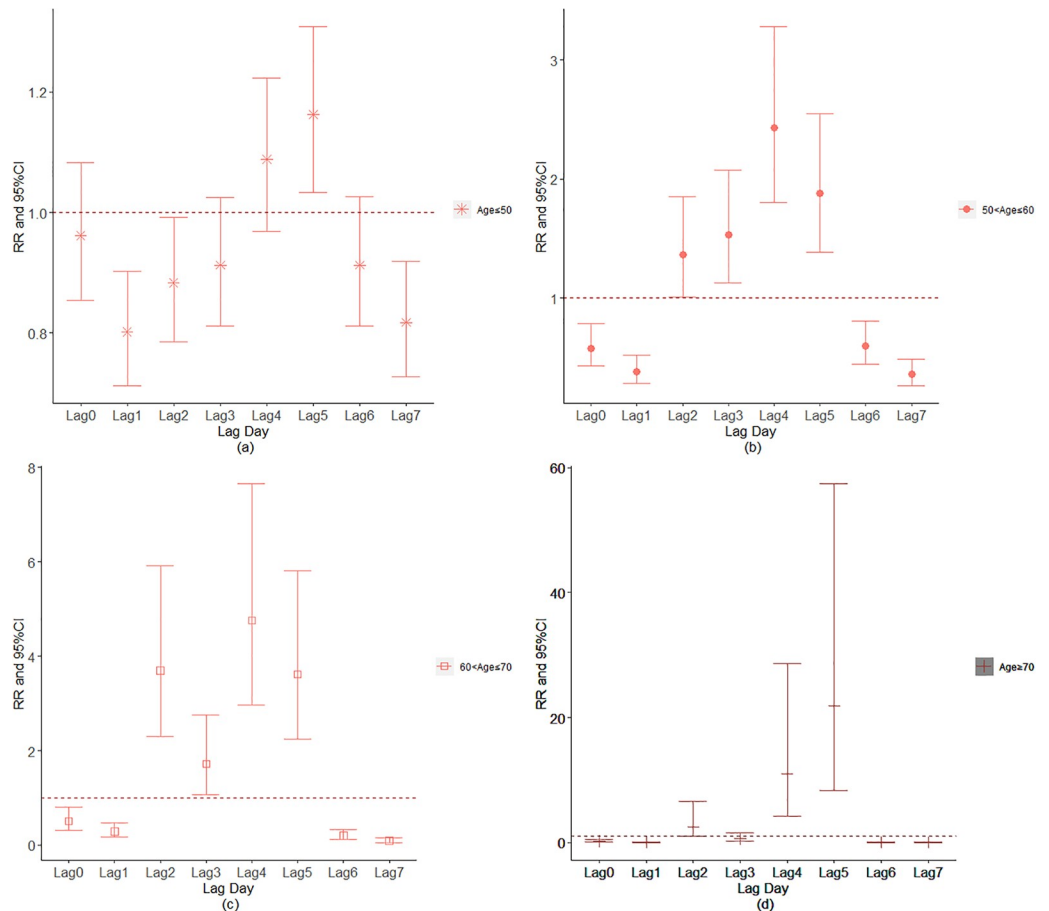 RR and 95%CI
1.2
1.0
0.8
Lag0 Lag1 Lag2 Lag3 Lag4 Lag5 Lag6 Lag7
Lag Day
(a)
Age≤50
RR and 95%CI
3
2
1
Lag0 Lag1 Lag2 Lag3 Lag4 Lag5 Lag6 Lag7
Lag Day
(b)
50<Age≤60
RR and 95%CI
8
6
4
2
0
Lag0 Lag1 Lag2 Lag3 Lag4 Lag5 Lag6 Lag7
Lag Day
(c)
60<Age≤70
RR and 95%CI
60
40
20
0
Lag0 Lag1 Lag2 Lag3 Lag4 Lag5 Lag6 Lag7
Lag Day
(d)
Age≥70